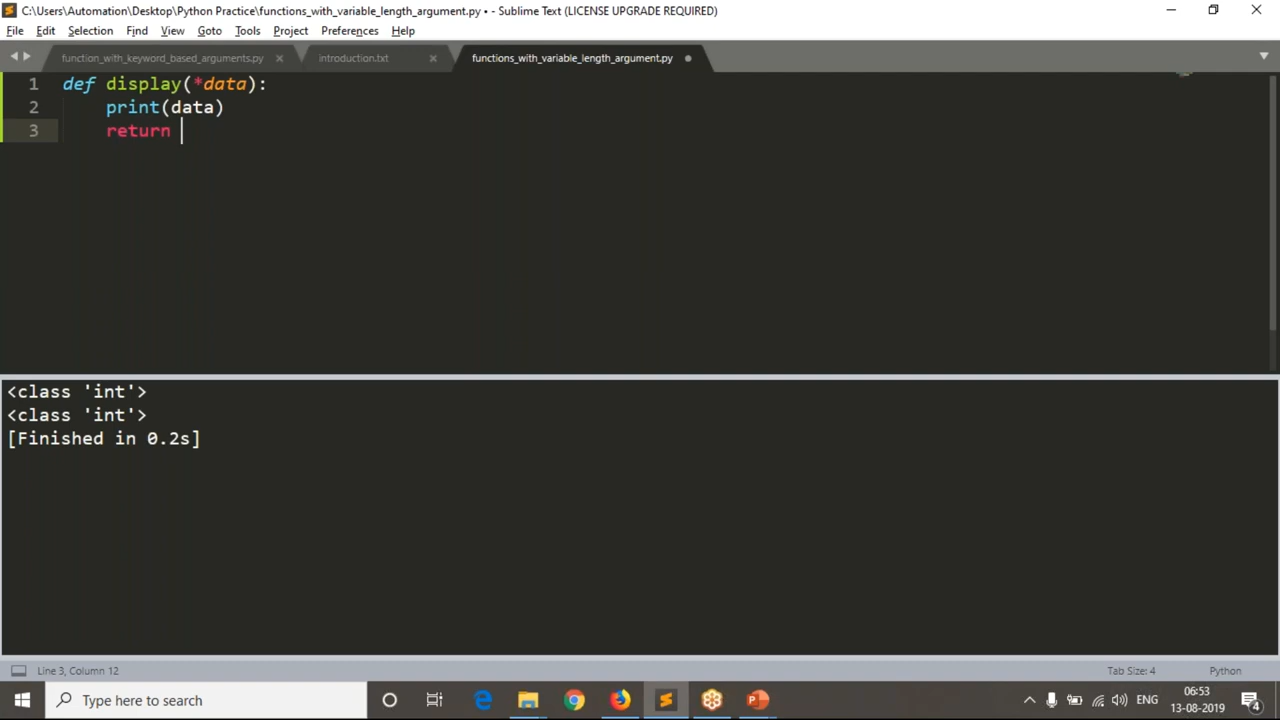 C:\Users\Automation\Desktop\Python Practice\functions_with_variable_length_argument.py • - Sublime Text (LICENSE UPGRADE REQUIRED)
File Edit Selection Find View Goto Tools Project Preferences Help
function_with_keyword_based_arguments.py introduction.txt functions_with_variable_length_argument.py
1 def display(*data):
2 print(data)
3 return
<class 'int'>
<class 'int'>
[Finished in 0.2s]
Line 3, Column 12 Tab Size: 4 Python
Type here to search ENG 06:53
13-08-2019 4